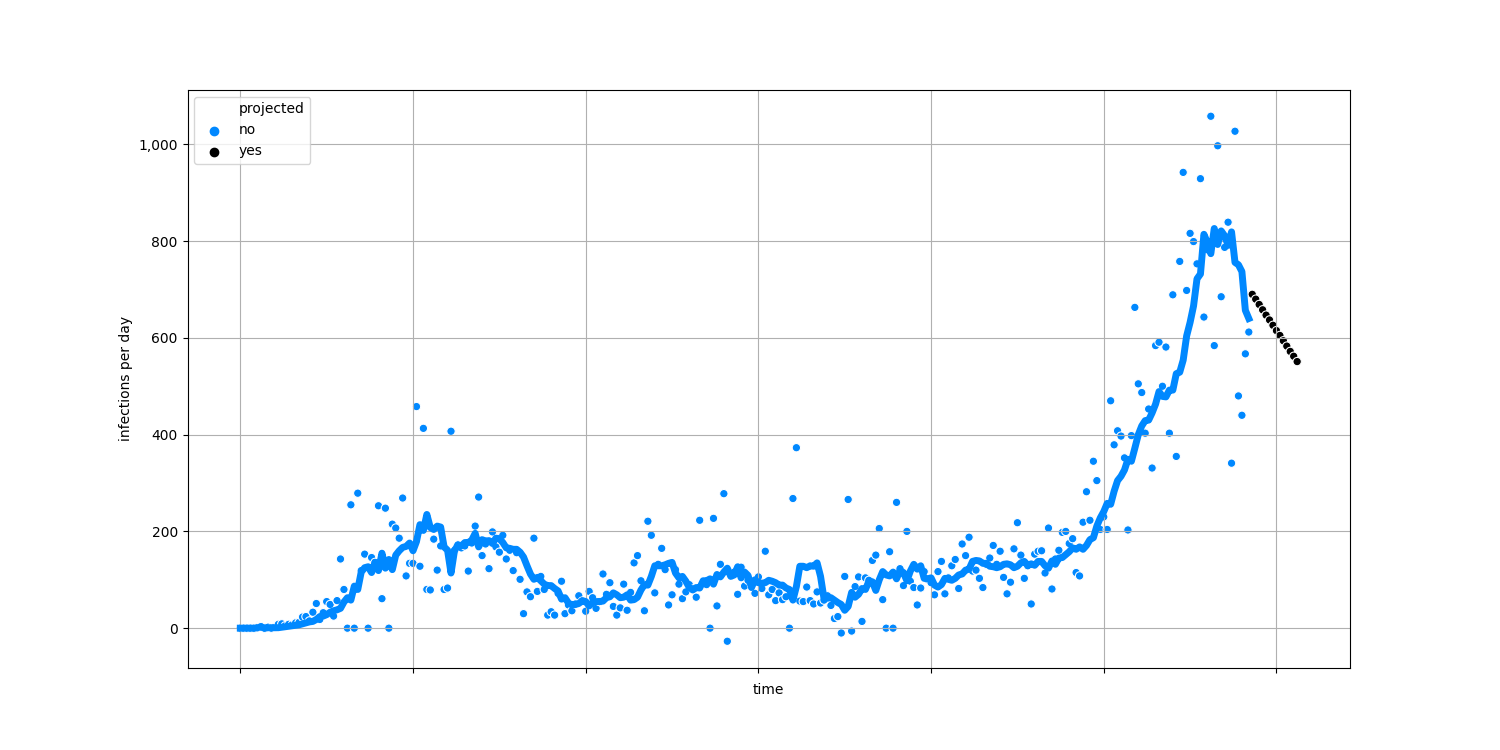 projected
no
yes
1,000
800
600
400
200
0
infections per day
time